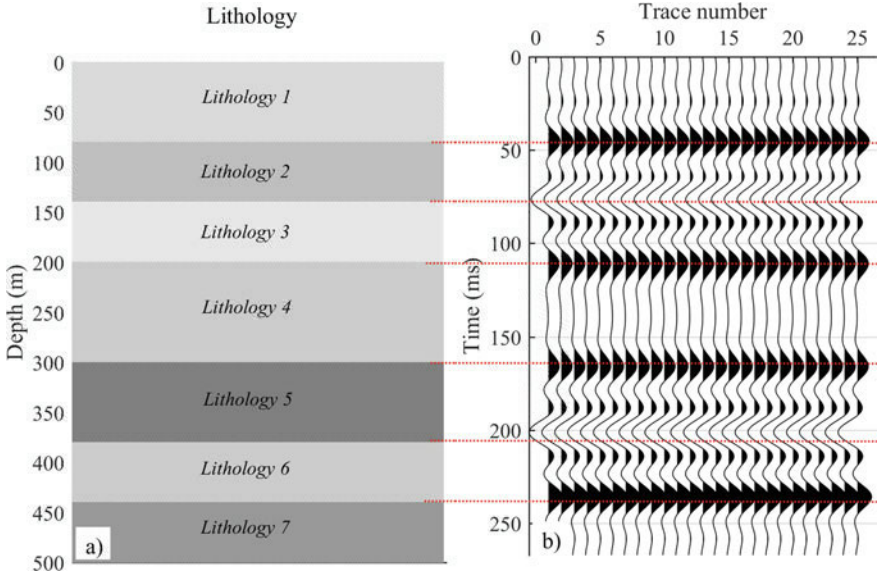 Lithology
Depth (m)
0
50
100
150
200
250
300
350
400
450
500
Lithology 1
Lithology 2
Lithology 3
Lithology 4
Lithology 5
Lithology 6
Lithology 7
a)
Trace number
0 5 10 15 20 25
Time (ms)
0
50
100
150
200
250
b)